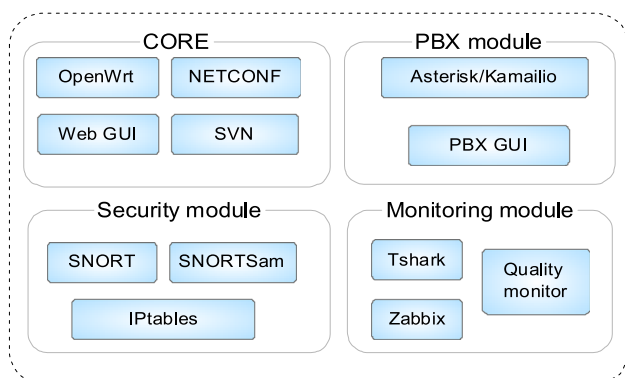 CORE
OpenWrt
NETCONF
Web GUI
SVN
PBX module
Asterisk/Kamailio
PBX GUI
Security module
SNORT
SNORTSam
IPtables
Monitoring module
Tshark
Zabbix
Quality
monitor